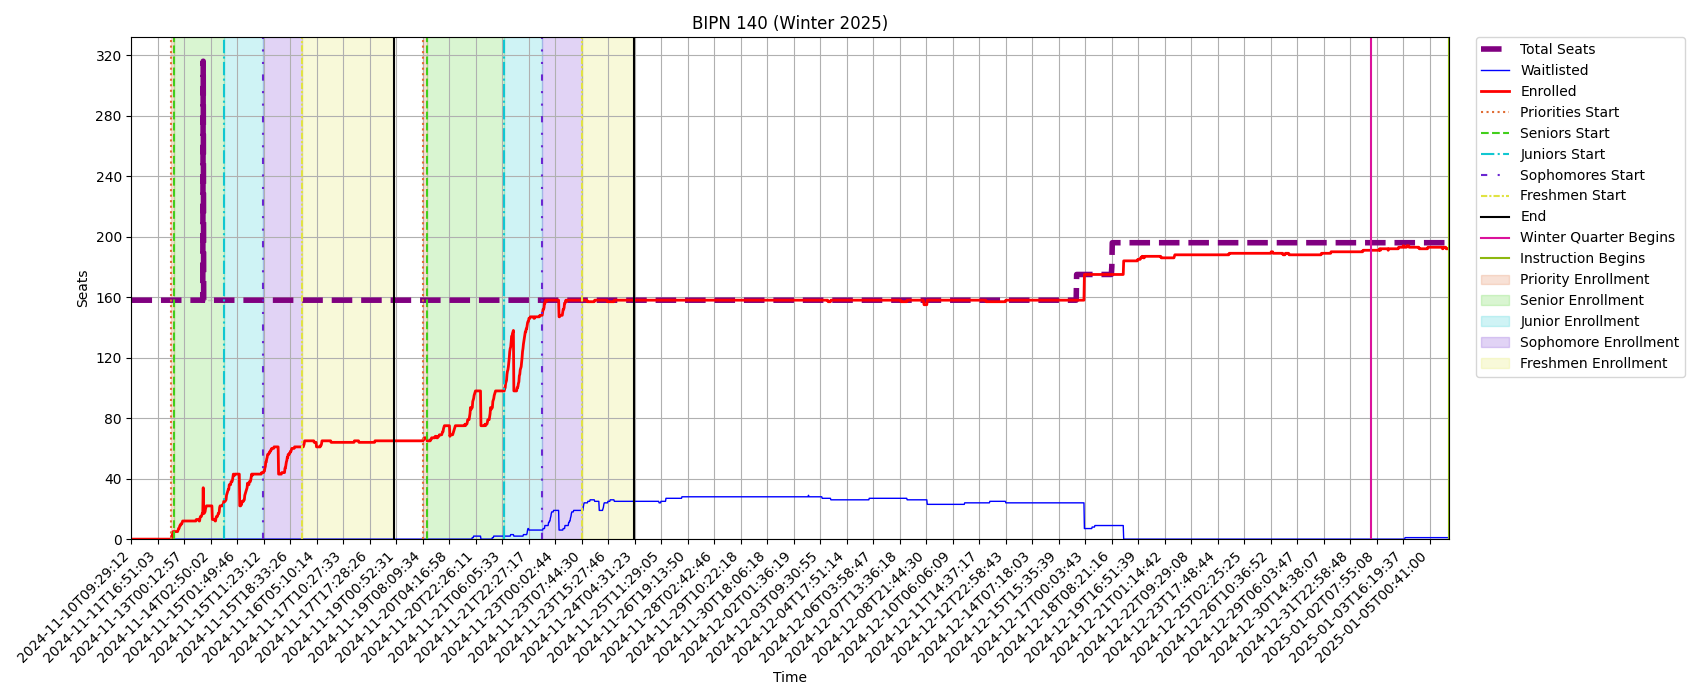 BIPN 140 (Winter 2025)
320
280
240
200
160
120
80
40
0
Seats
2024-11-10T09:29:12
2024-11-11T16:51:03
2024-11-13T00:12:57
2024-11-14T02:50:02
2024-11-15T01:49:46
2024-11-15T11:23:12
2024-11-15T18:33:26
2024-11-16T05:10:14
2024-11-17T10:27:33
2024-11-17T17:28:26
2024-11-19T00:52:31
2024-11-19T08:09:34
2024-11-20T04:16:58
2024-11-20T22:26:11
2024-11-21T06:05:33
2024-11-21T22:27:17
2024-11-23T00:02:44
2024-11-23T07:44:30
2024-11-23T15:27:46
2024-11-24T04:31:23
2024-11-25T11:29:05
2024-11-26T19:13:50
2024-11-28T02:42:46
2024-11-29T10:22:18
2024-11-30T18:06:18
2024-12-02T01:36:19
2024-12-03T09:30:55
2024-12-04T17:51:14
2024-12-06T03:58:47
2024-12-07T13:36:18
2024-12-08T21:44:30
2024-12-10T06:06:09
2024-12-11T14:37:17
2024-12-12T22:58:43
2024-12-14T07:18:03
2024-12-15T15:35:39
2024-12-17T00:03:43
2024-12-18T08:21:16
2024-12-19T16:51:39
2024-12-21T01:14:42
2024-12-22T09:29:08
2024-12-23T17:48:44
2024-12-25T02:25:25
2024-12-26T10:36:52
2024-12-29T06:03:47
2024-12-30T14:38:07
2024-12-31T22:58:48
2025-01-02T07:55:08
2025-01-03T16:19:37
2025-01-05T00:41:00
Time
Total Seats
Waitlisted
Enrolled
Priorities Start
Seniors Start
Juniors Start
Sophomores Start
Freshmen Start
End
Winter Quarter Begins
Instruction Begins
Priority Enrollment
Senior Enrollment
Junior Enrollment
Sophomore Enrollment
Freshmen Enrollment